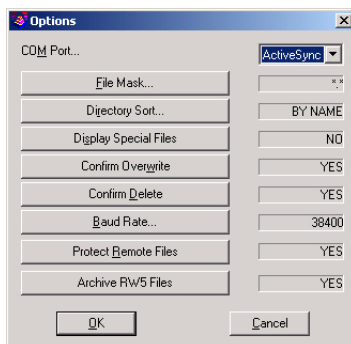 Options
COM Port... ActiveSync
File Mask... *.*
Directory Sort... BY NAME
Display Special Files NO
Confirm Overwrite YES
Confirm Delete YES
Baud Rate... 38400
Protect Remote Files YES
Archive RW5 Files YES
OK Cancel